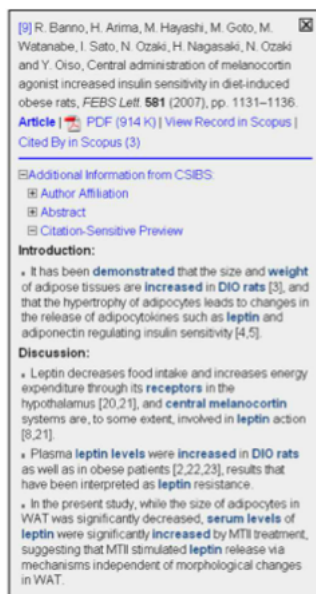 [9] R. Banno, H. Arima, M. Hayashi, M. Goto, M.
Watanabe, I. Sato, N. Ozaki, H. Nagasaki, N. Ozaki
and Y. Oiso, Central administration of melanocortin
agonist increased insulin sensitivity in diet-induced
obese rats, FEBS Lett. 581 (2007), pp. 1131–1136.
Article | PDF (914 K) | View Record in Scopus |
Cited By in Scopus (3)
Additional Information from CSIBS:
Author Affiliation
Abstract
Citation-Sensitive Preview
Introduction:
• It has been demonstrated that the size and weight
of adipose tissues are increased in DIO rats [3], and
that the hypertrophy of adipocytes leads to changes in
the release of adipocytokines such as leptin and
adiponectin regulating insulin sensitivity [4,5].
Discussion:
• Leptin decreases food intake and increases energy
expenditure through its receptors in the
hypothalamus [20,21], and central melanocortin
systems are, to some extent, involved in leptin action
[8,21].
• Plasma leptin levels were increased in DIO rats
as well as in obese patients [2,22,23], results that
have been interpreted as leptin resistance.
• In the present study, while the size of adipocytes in
WAT was significantly decreased, serum levels of
leptin were significantly increased by MTII treatment,
suggesting that MTII stimulated leptin release via
mechanisms independent of morphological changes
in WAT.